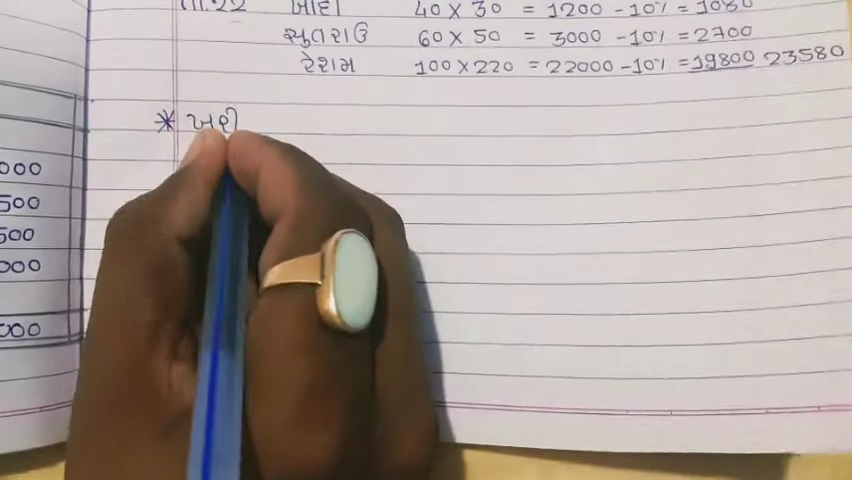 તા.22 ખાદી 40 X 30 = 1200 - 10% = 1080
સુતરાઉ 60 X 50 = 3000 - 10% = 2700
રેશમ 100 X 220 = 22000 - 10% = 19800 23580
* ખરી
000
500
500
000
000